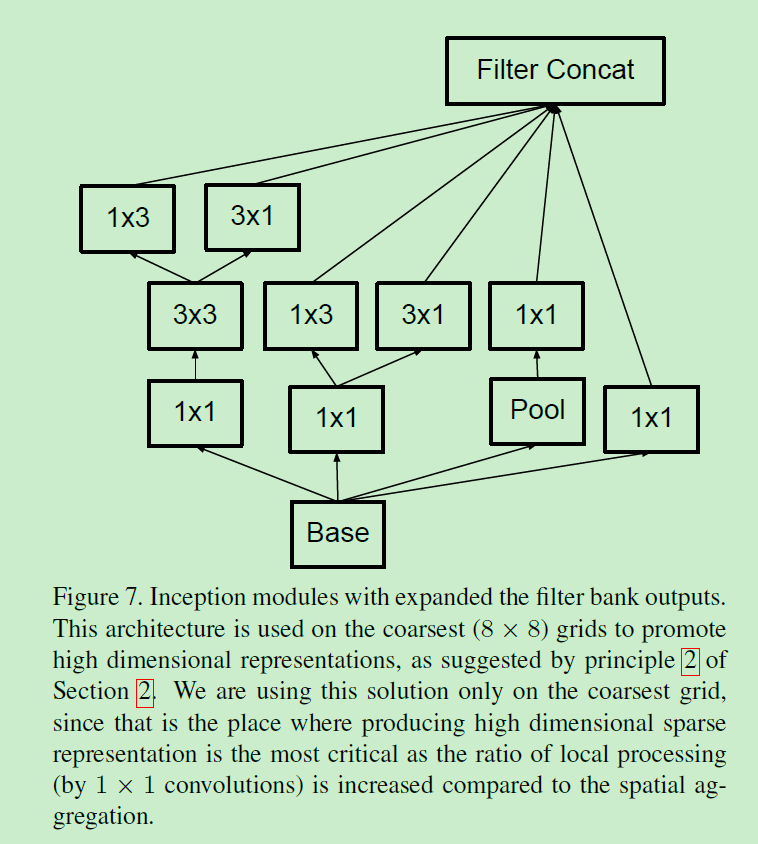 Filter Concat
1x3 3x1
3x3 1x3 3x1 1x1
1x1 1x1 Pool 1x1
Base
Figure 7. Inception modules with expanded the filter bank outputs.
This architecture is used on the coarsest (8 × 8) grids to promote
high dimensional representations, as suggested by principle 2 of
Section 2. We are using this solution only on the coarsest grid,
since that is the place where producing high dimensional sparse
representation is the most critical as the ratio of local processing
(by 1 × 1 convolutions) is increased compared to the spatial ag-
gregation.